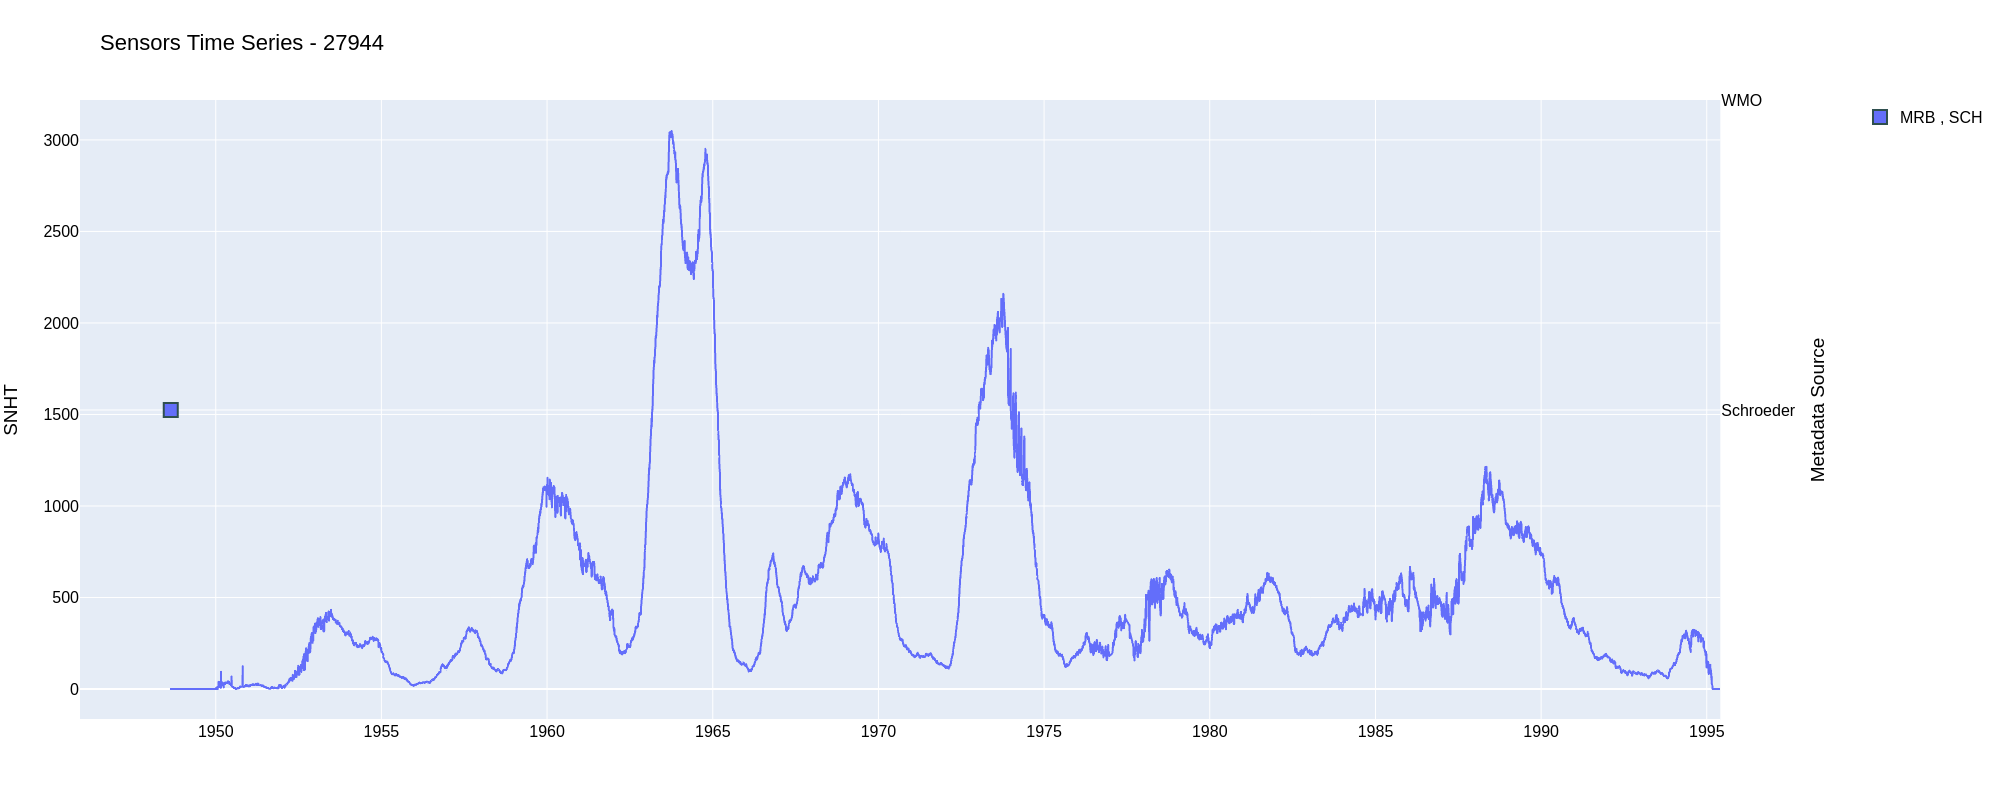 Sensors Time Series - 27944
WMO
MRB , SCH
3000
2500
2000
1500
1000
500
0
SNHT
Schroeder
Metadata Source
1950
1955
1960
1965
1970
1975
1980
1985
1990
1995